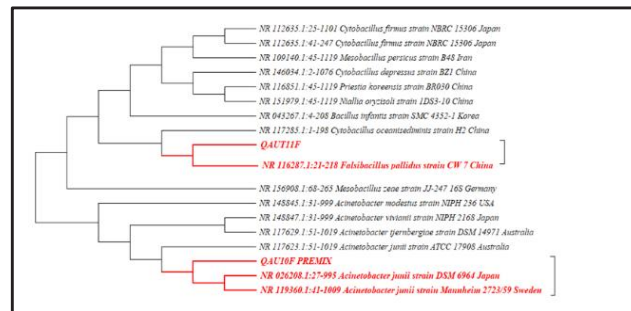 NR 112635.1:25-1101 Cytobacillus firmus strain NBRC 15306 Japan
NR 112635.1:41-247 Cytobacillus firmus strain NBRC 15306 Japan
NR 109140.1:45-1119 Mesobacillus persicus strain B48 Iran
NR 146034.1:2-1076 Cytobacillus depressus strain BZ1 China
NR 116851.1:45-1119 Priestia koreensis strain BR030 China
NR 151979.1:45-1119 Niallia oryzisoli strain 1DS3-10 China
NR 043267.1:4-208 Bacillus infantis strain SMC 4352-1 Korea
NR 117285.1:1-198 Cytobacillus oceanisediminis strain H2 China
QAUT11F
NR 116287.1:21-218 Falsibacillus pallidus strain CW 7 China
NR 156908.1:68-265 Mesobacillus zeae strain JJ-247 168 Germany
NR 148845.1:31-999 Acinetobacter modestus strain NIPH 236 USA
NR 148847.1:31-999 Acinetobacter vivianii strain NIPH 2168 Japan
NR 117629.1:51-1019 Acinetobacter tjernbergiae strain DSM 14971 Australia
NR 117623.1:51-1019 Acinetobacter junii strain ATCC 17908 Australia
QAU10F PREMIX
NR 026208.1:27-995 Acinetobacter junii strain DSM 6964 Japan
NR 119360.1:41-1009 Acinetobacter junii strain Mannheim 2723/59 Sweden